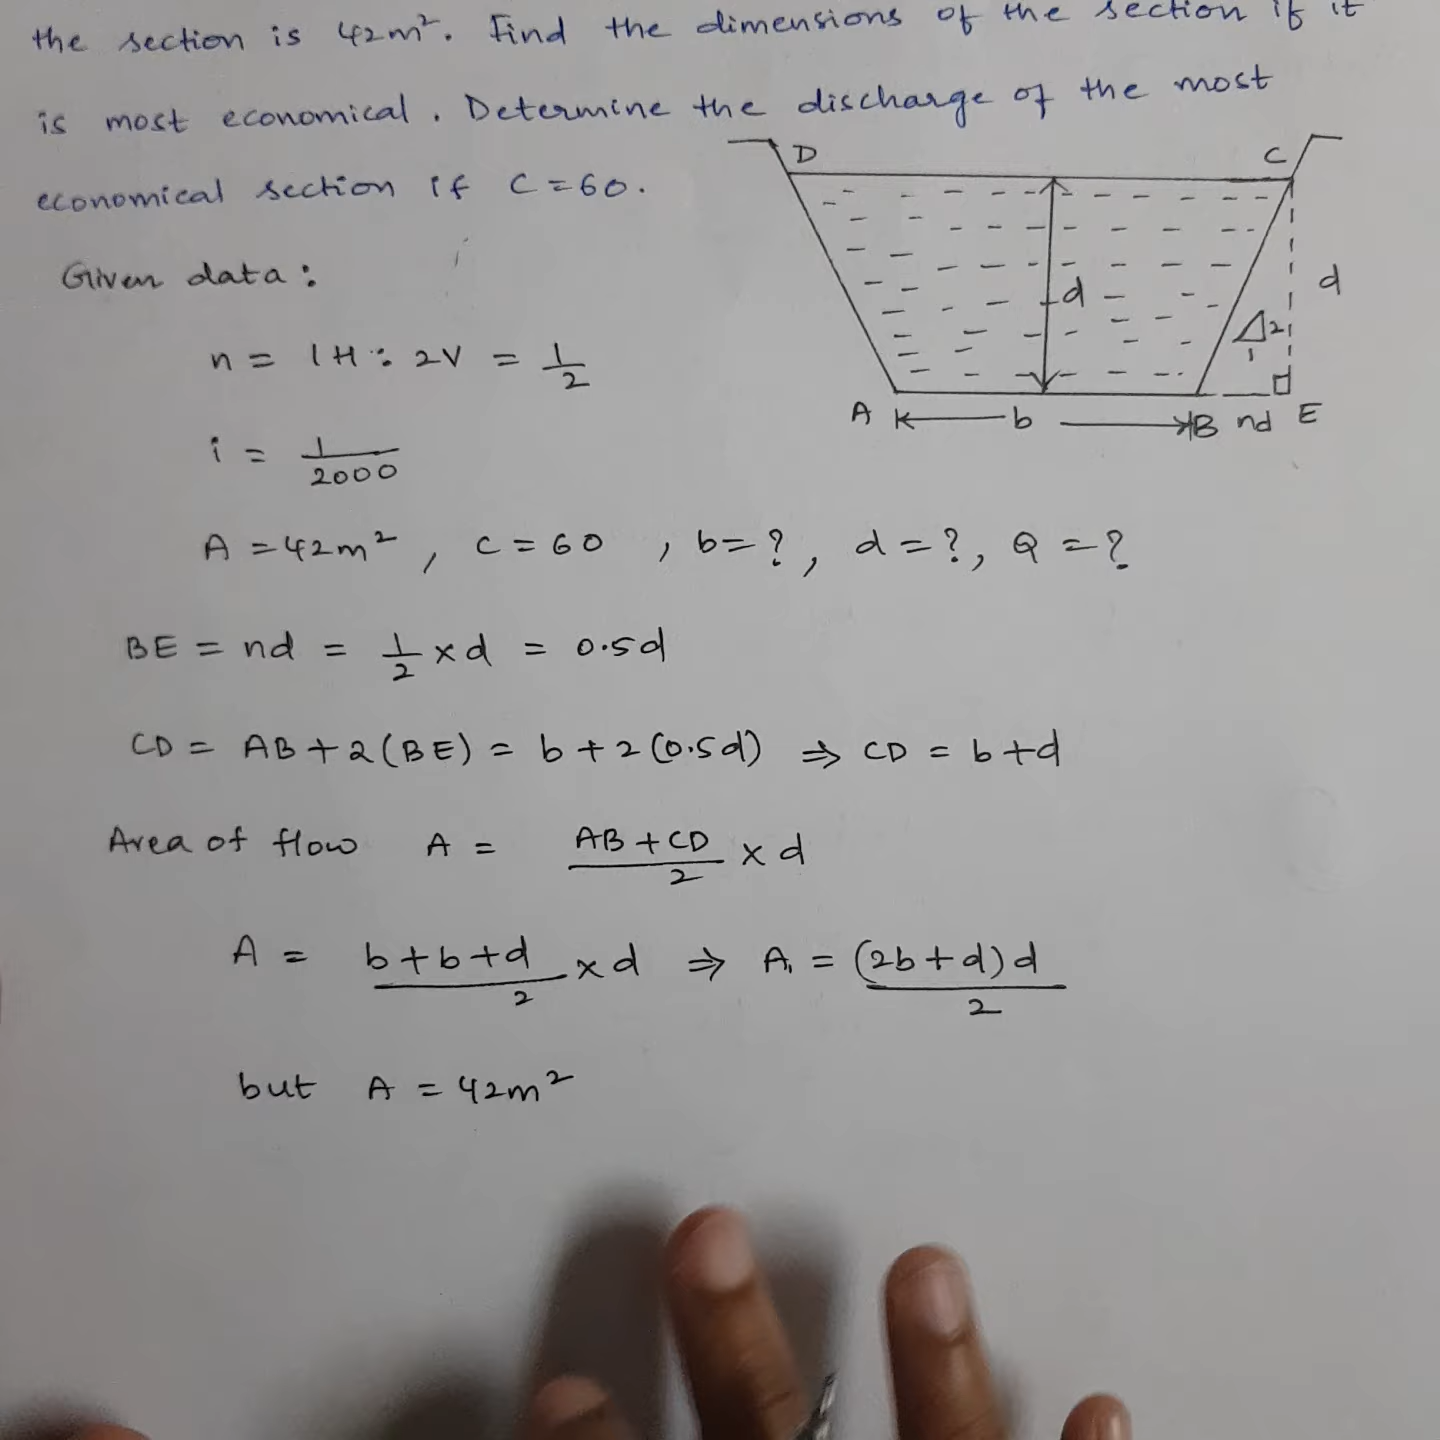 the section is 42m². Find the dimensions of the section if it
is most economical. Determine the discharge of the most
economical section if C=60.
D C
d
d
2
1
A b B nd E
Given data:
n = 1H : 2V = 1/2
i = 1/2000
A = 42m², C = 60, b=?, d=?, Q=?
BE = nd = 1/2 × d = 0.5d
CD = AB + 2(BE) = b + 2(0.5d) ⇒ CD = b+d
Area of flow A = AB + CD/2 × d
A = b+b+d/2 × d ⇒ A = (2b+d)d/2
but A = 42m²